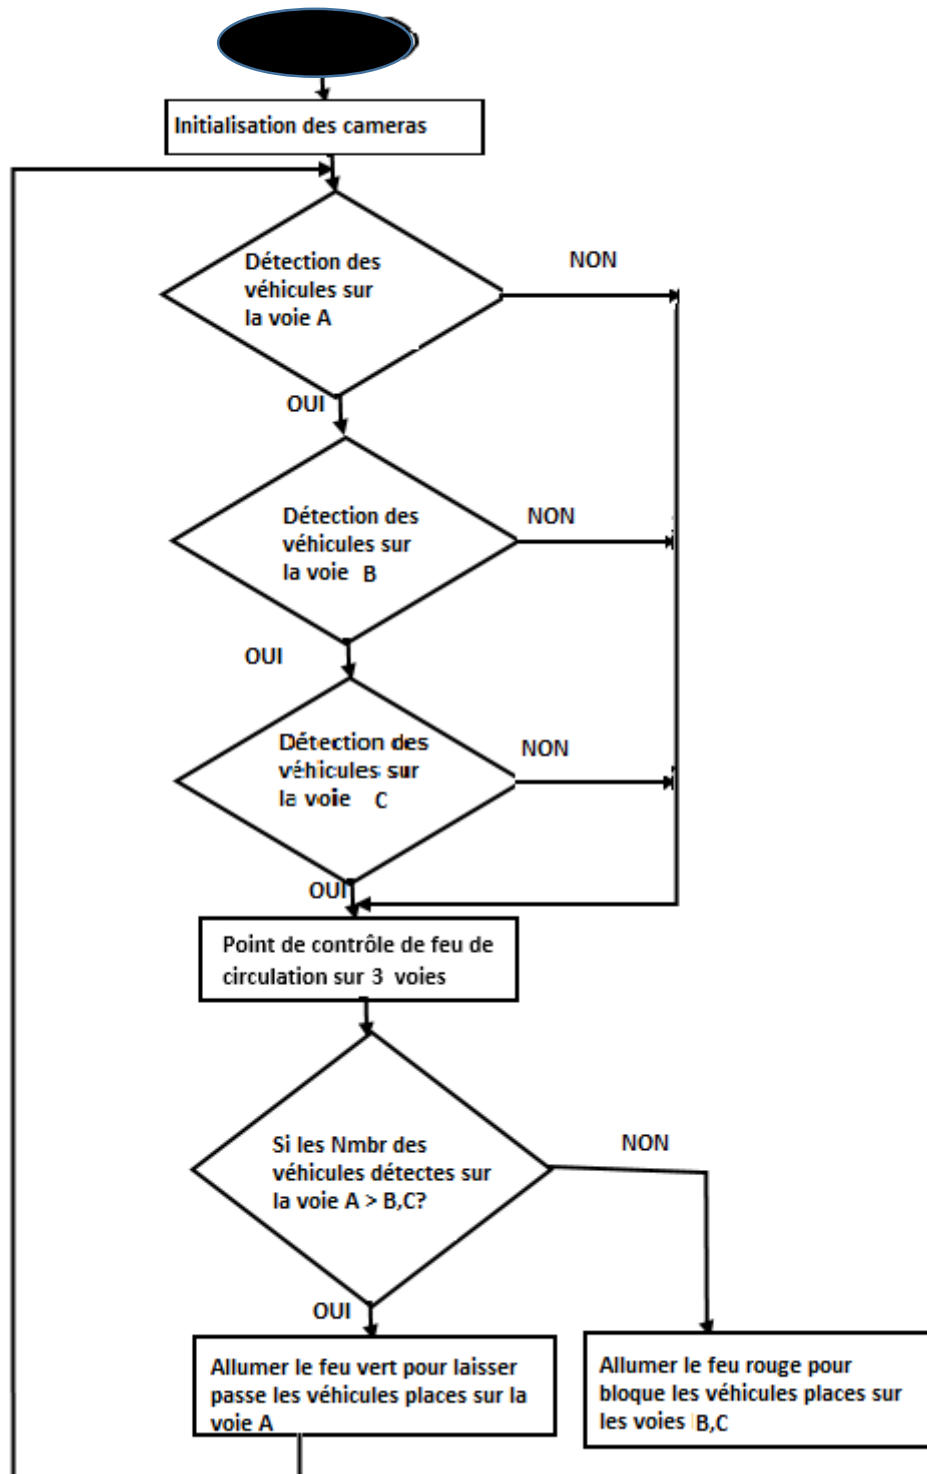 Initialisation des cameras
Détection des
véhicules sur
la voie A
NON
OUI
Détection des
véhicules sur
la voie B
NON
OUI
Détection des
véhicules sur
la voie C
NON
OUI
Point de contrôle de feu de
circulation sur 3 voies
Si les Nmbr des
véhicules détectes sur
la voie A > B,C?
NON
OUI
Allumer le feu vert pour laisser
passe les véhicules places sur la
voie A
Allumer le feu rouge pour
bloque les véhicules places sur
les voies B,C